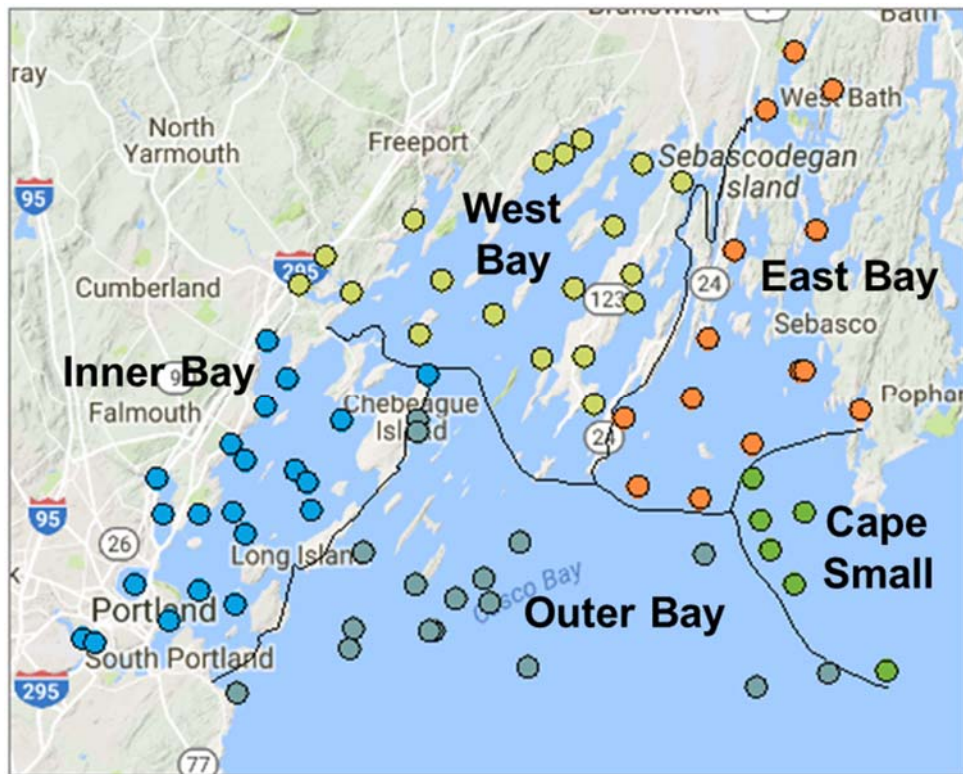 Bath
ray
West Bath
North
Yarmouth
Freeport
Sebascodegan
Island
95
West
Bay
295
East Bay
24
Cumberland
123
Sebasco
Inner Bay
9
Falmouth
Chebeague
Island
Popham
24
95
26
Cape
Small
Long Island
Casco Bay
Outer Bay
Portland
South Portland
295
77